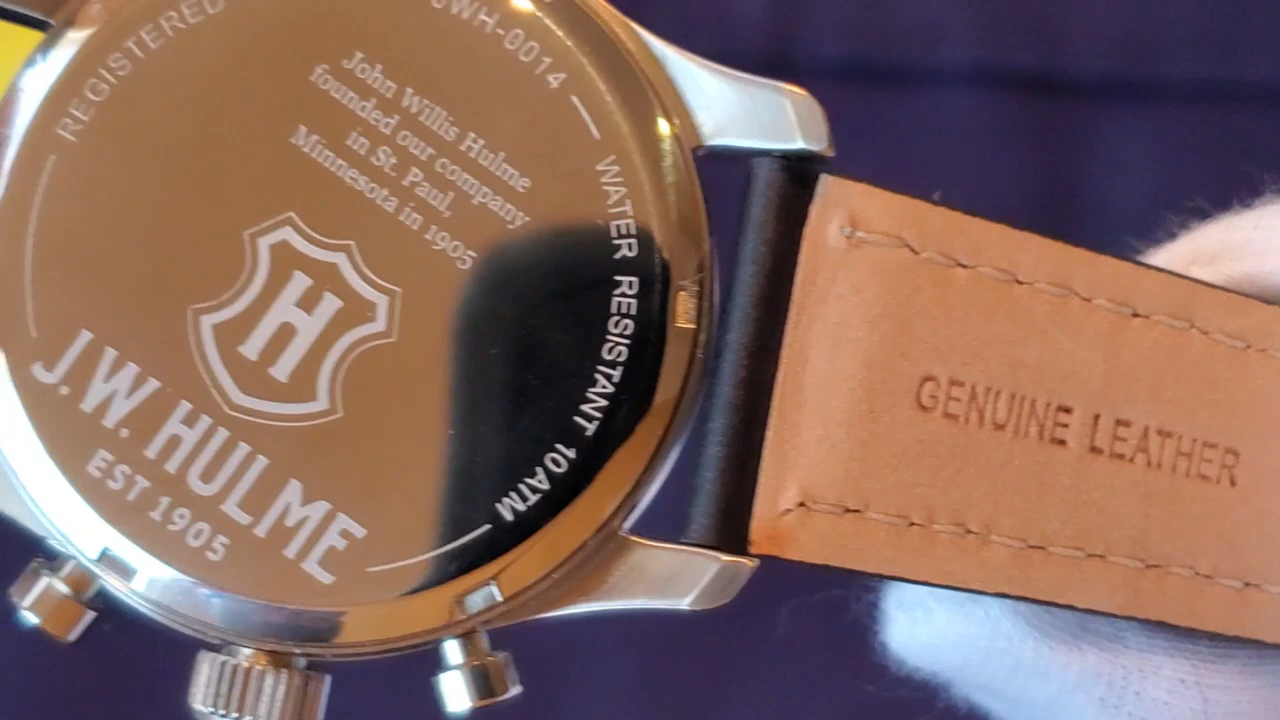 REGISTERED
WH-0014
John Willis Hulme
founded our company
in St. Paul,
Minnesota in 1905
H
J.W. HULME
EST 1905
WATER RESISTANT 10ATM
GENUINE LEATHER